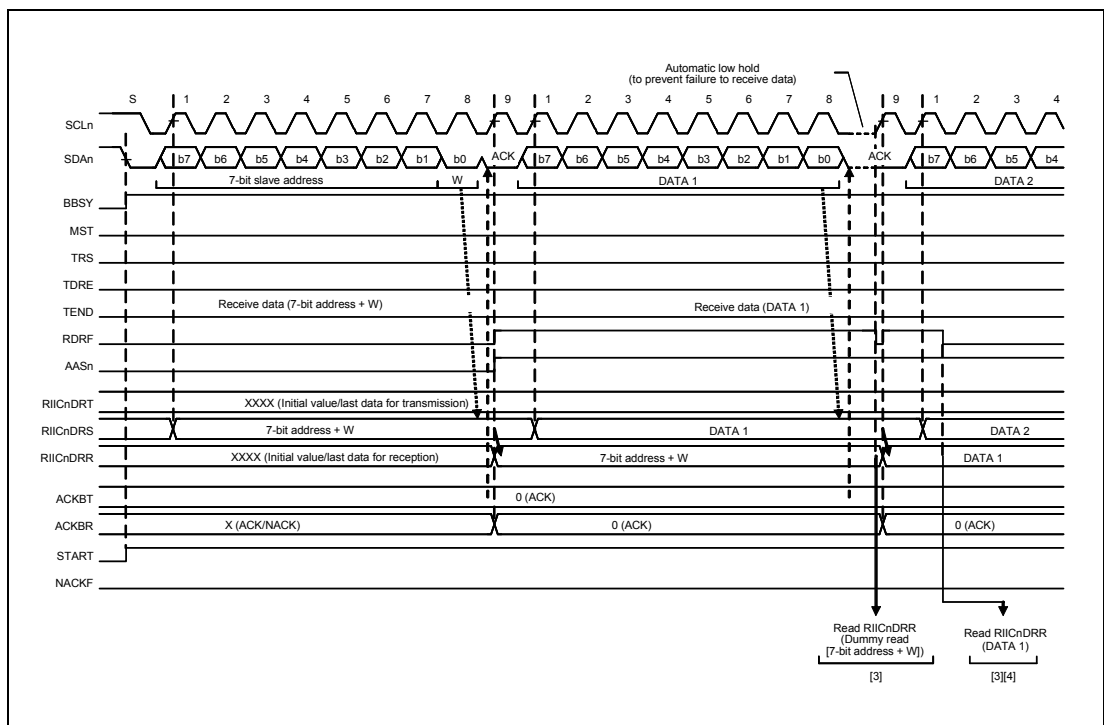 Automatic low hold
(to prevent failure to receive data)
S 1 2 3 4 5 6 7 8 9 1 2 3 4 5 6 7 8 9 1 2 3 4
SCLn
SDAn b7 b6 b5 b4 b3 b2 b1 b0 ACK b7 b6 b5 b4 b3 b2 b1 b0 ACK b7 b6 b5 b4
7-bit slave address W DATA 1 DATA 2
BBSY
MST
TRS
TDRE
TEND Receive data (7-bit address + W) Receive data (DATA 1)
RDRF
AASn
RIICnDRT XXXX (Initial value/last data for transmission)
RIICnDRS 7-bit address + W DATA 1 DATA 2
RIICnDRR XXXX (Initial value/last data for reception) 7-bit address + W DATA 1
ACKBT 0 (ACK)
ACKBR X (ACK/NACK) 0 (ACK) 0 (ACK)
START
NACKF
Read RIICnDRR
(Dummy read
[7-bit address + W])
[3]
Read RIICnDRR
(DATA 1)
[3][4]